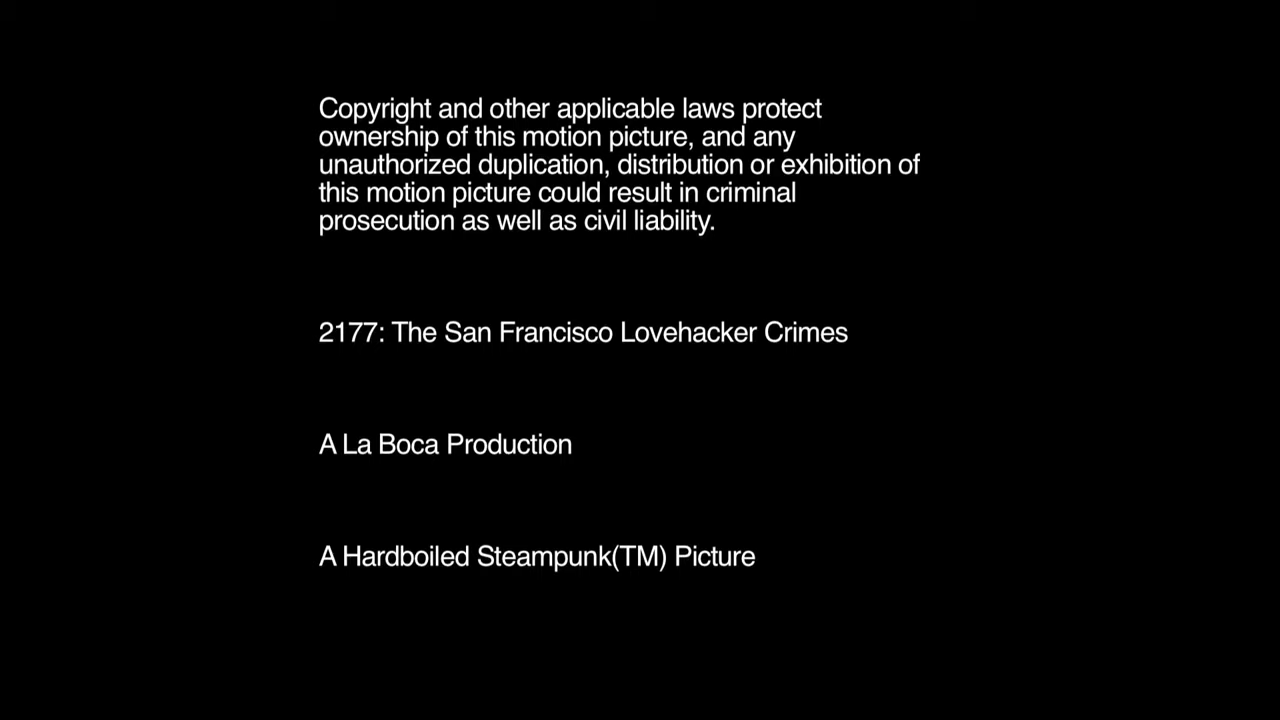 Copyright and other applicable laws protect
ownership of this motion picture, and any
unauthorized duplication, distribution or exhibition of
this motion picture could result in criminal
prosecution as well as civil liability.
2177: The San Francisco Lovehacker Crimes
A La Boca Production
A Hardboiled Steampunk(TM) Picture